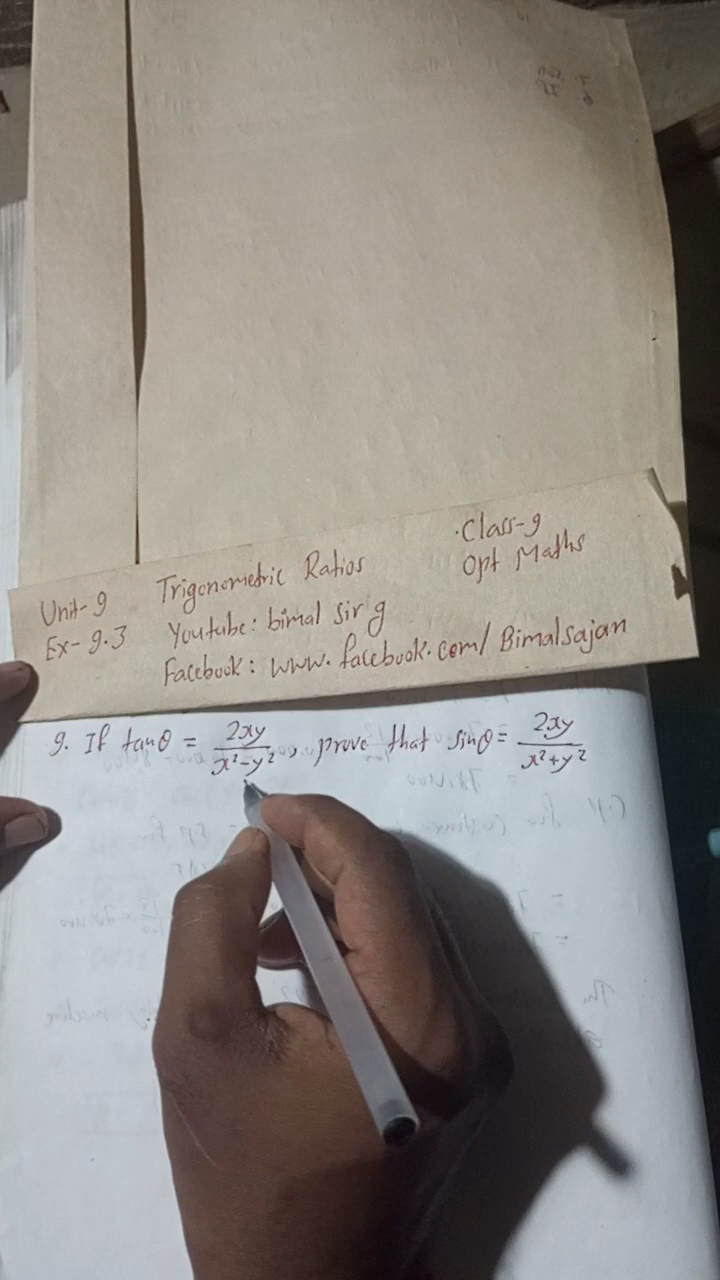 Unit-9 Trigonometric Ratios Class-9
Ex-9.3 Youtube: bimal sir g Opt Maths
Facebook: www.facebook.com/Bimalsajan
9. If tanθ = 2xy/x²-y², prove that sinθ = 2xy/x²+y²